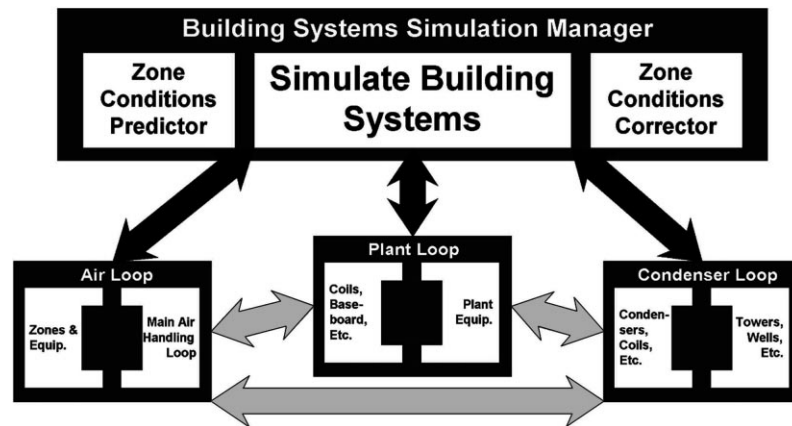 Building Systems Simulation Manager
Zone
Conditions
Predictor
Simulate Building
Systems
Zone
Conditions
Corrector
Air Loop
Zones &
Equip.
Main Air
Handling
Loop
Plant Loop
Coils,
Base-
board,
Etc.
Plant
Equip.
Condenser Loop
Conden-
sers,
Coils,
Etc.
Towers,
Wells,
Etc.